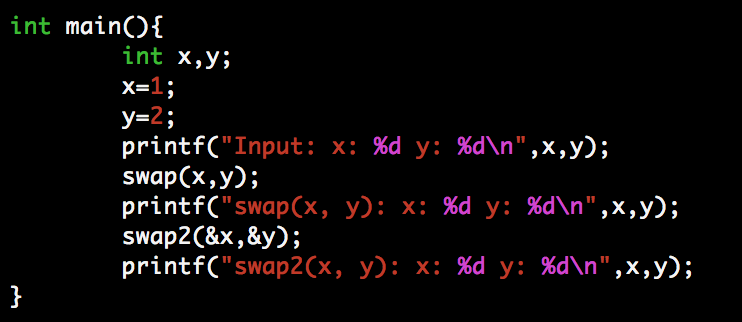 int main(){
int x,y;
x=1;
y=2;
printf("Input: x: %d y: %d\n",x,y);
swap(x,y);
printf("swap(x, y): x: %d y: %d\n",x,y);
swap2(&x,&y);
printf("swap2(x, y): x: %d y: %d\n",x,y);
}